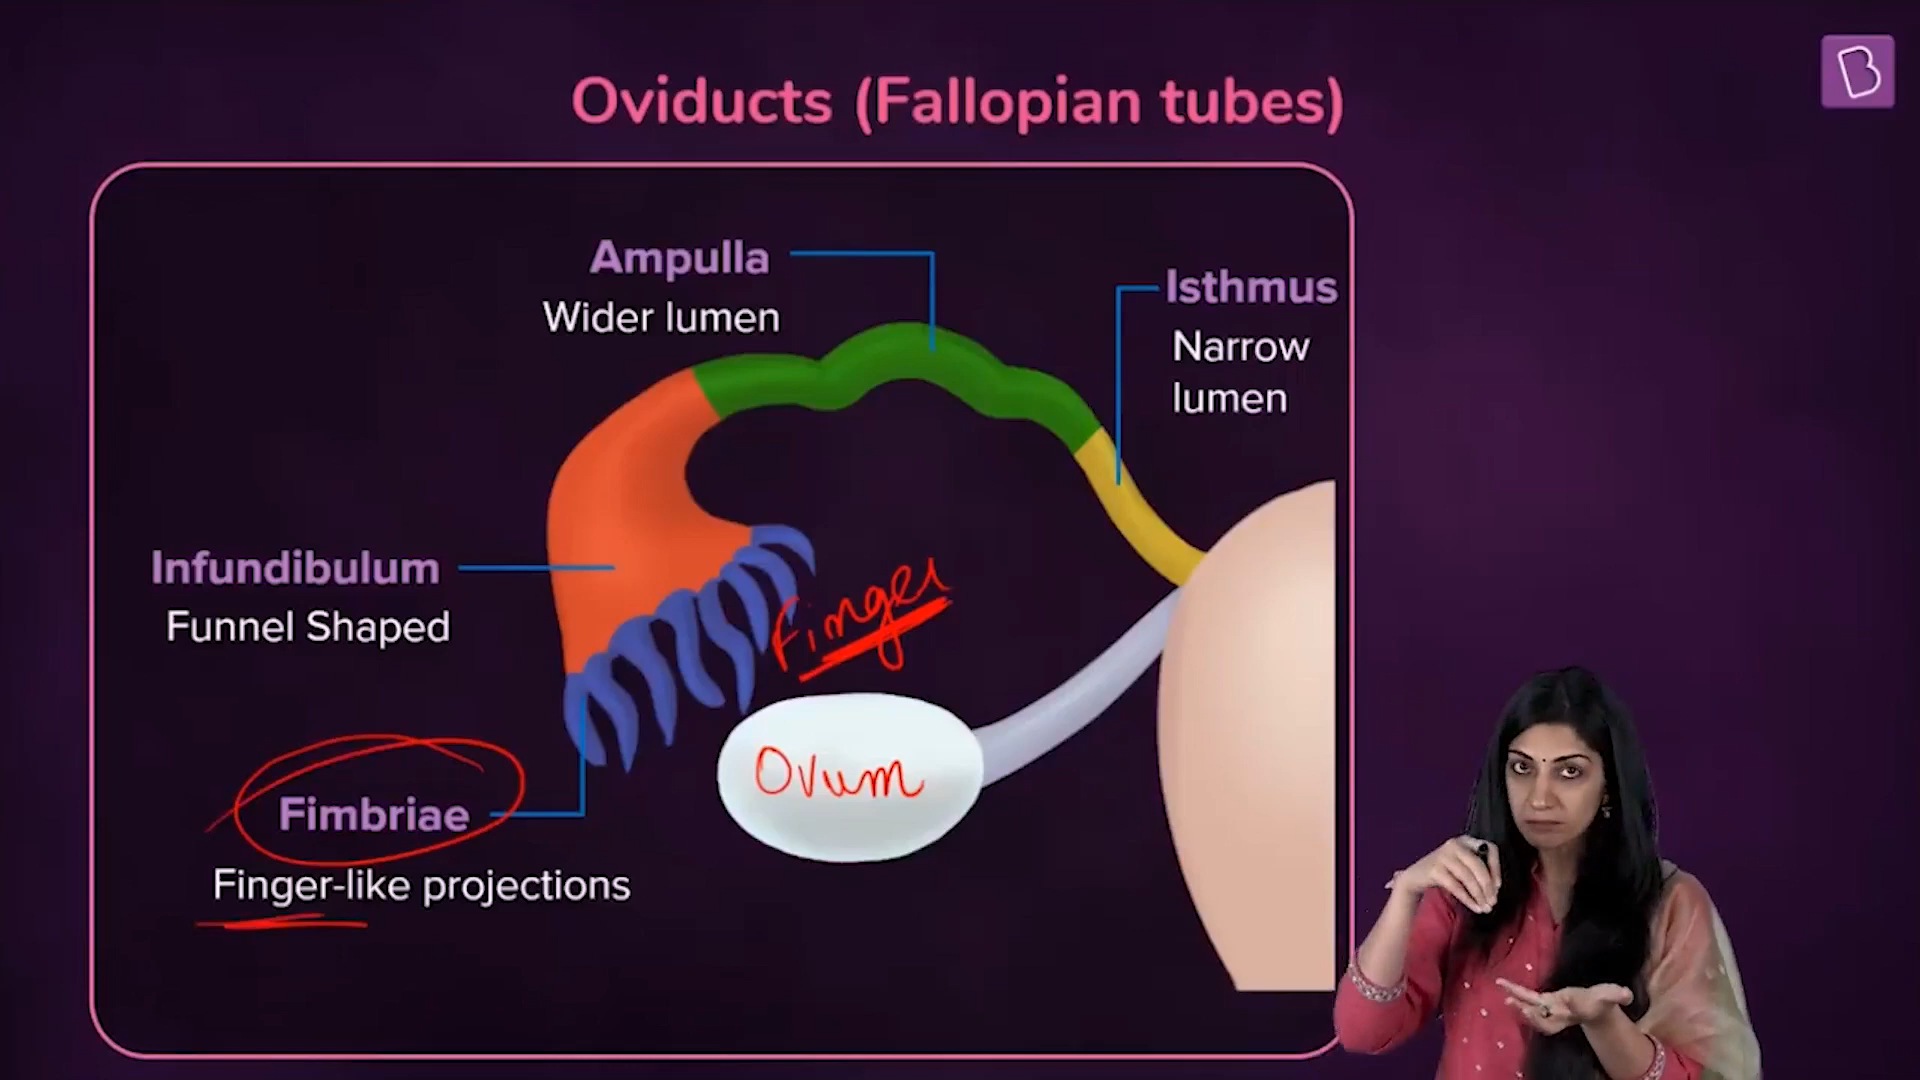 Oviducts (Fallopian tubes)
Ampulla
Wider lumen
Isthmus
Narrow
lumen
Infundibulum
Funnel Shaped
Finger
Ovum
Fimbriae
Finger-like projections
B